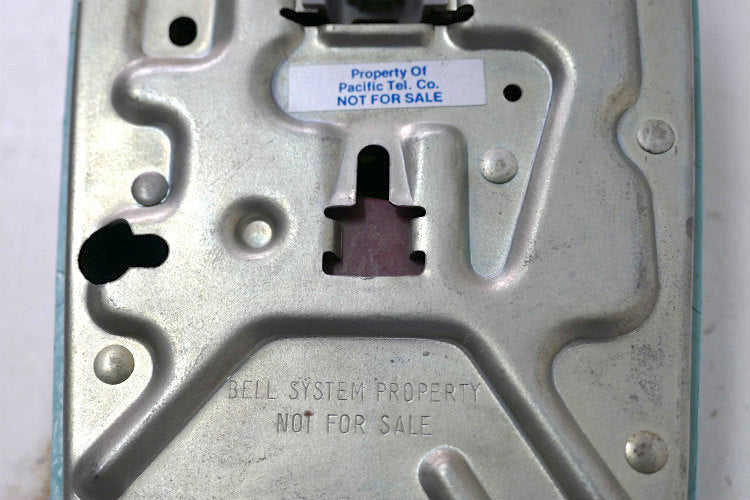 Property Of
Pacific Tel. Co.
NOT FOR SALE
BELL SYSTEM PROPERTY
NOT FOR SALE